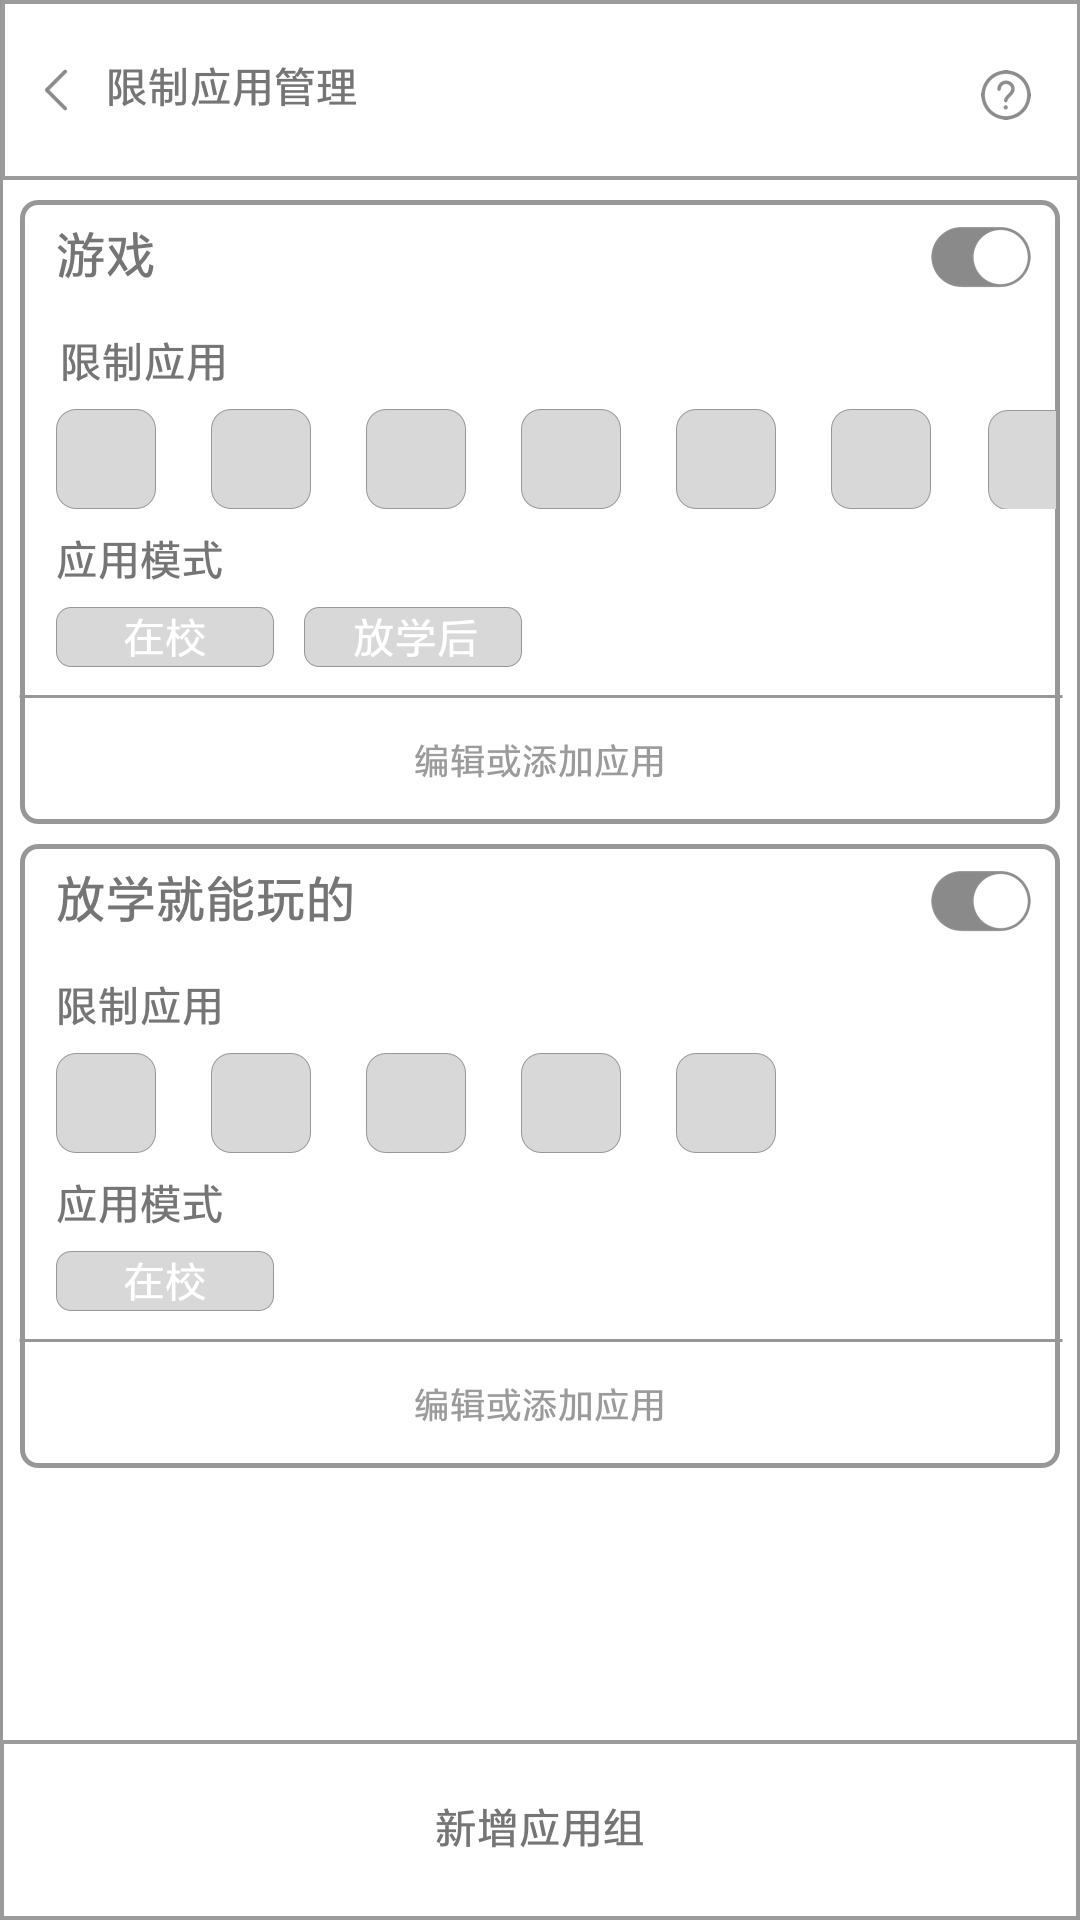 限制应用管理
游戏
限制应用
应用模式
在校 放学后
编辑或添加应用
放学就能玩的
限制应用
应用模式
在校
编辑或添加应用
新增应用组